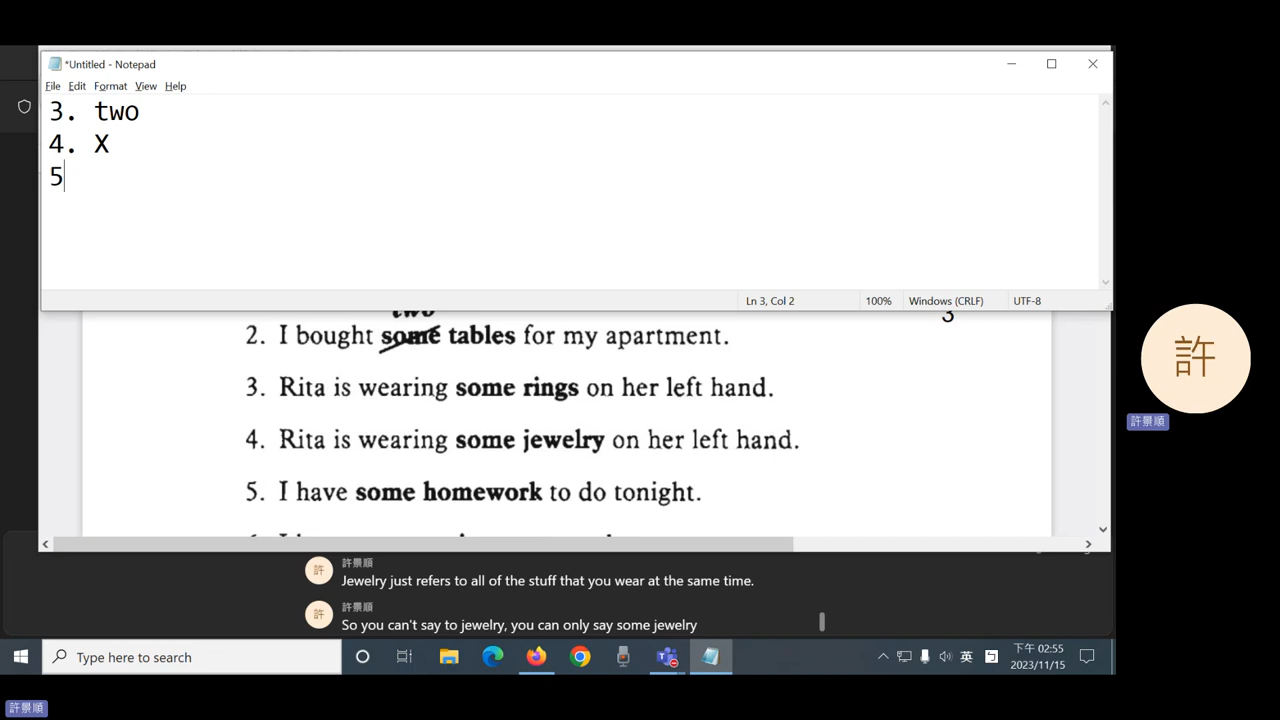 *Untitled - Notepad
File Edit Format View Help
3. two
4. X
5
Ln 3, Col 2 100% Windows (CRLF) UTF-8
two
3
2. I bought some tables for my apartment.
3. Rita is wearing some rings on her left hand.
4. Rita is wearing some jewelry on her left hand.
5. I have some homework to do tonight.
許
許景順
許
許景順
Jewelry just refers to all of the stuff that you wear at the same time.
許
許景順
So you can't say to jewelry, you can only say some jewelry
Type here to search
英
下午 02:55
2023/11/15
許景順